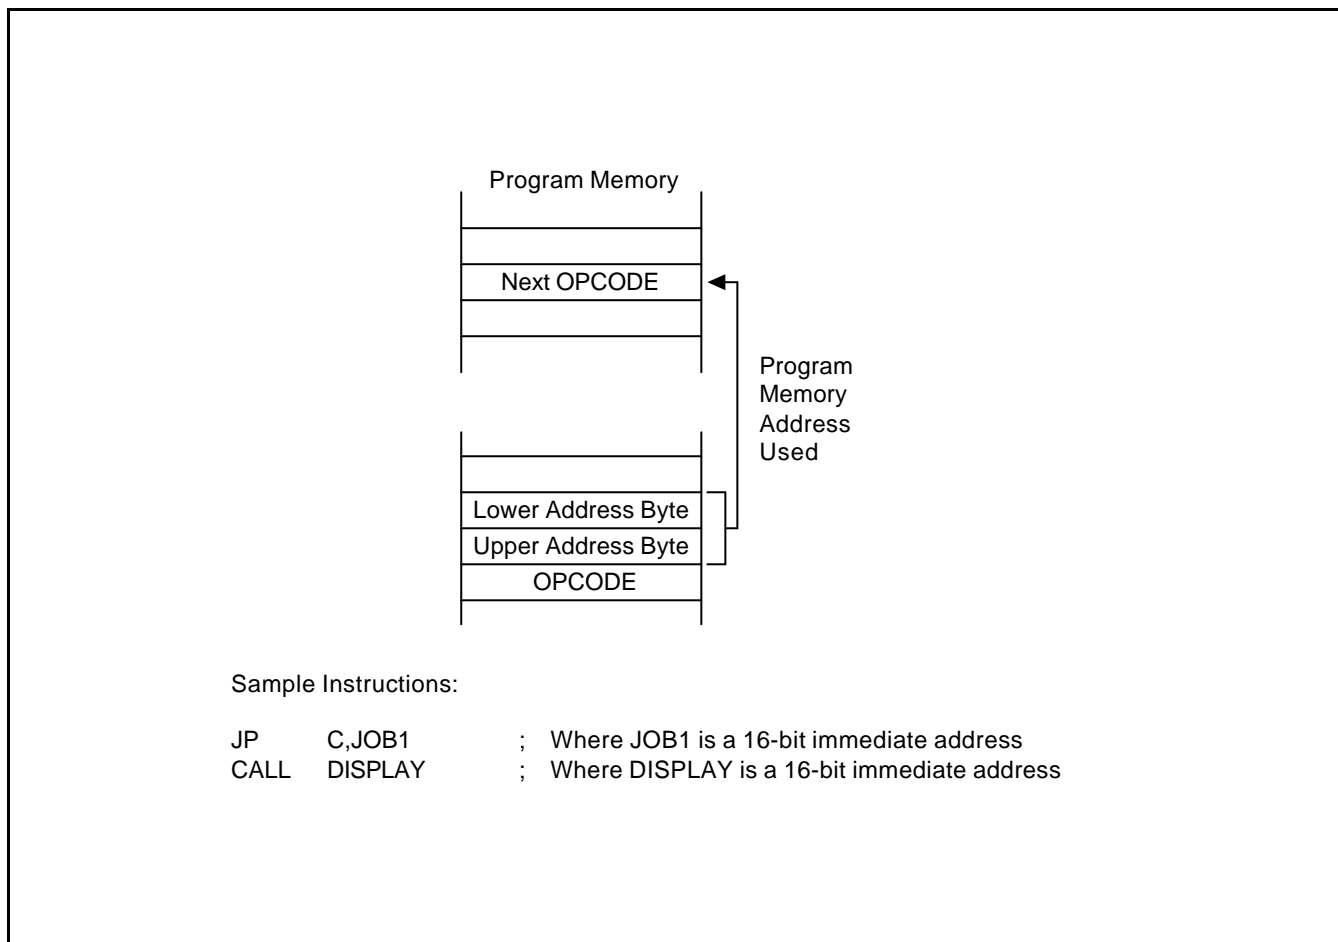 Program Memory
Next OPCODE
Program
Memory
Address
Used
Lower Address Byte
Upper Address Byte
OPCODE
Sample Instructions:
JP C,JOB1 ; Where JOB1 is a 16-bit immediate address
CALL DISPLAY ; Where DISPLAY is a 16-bit immediate address